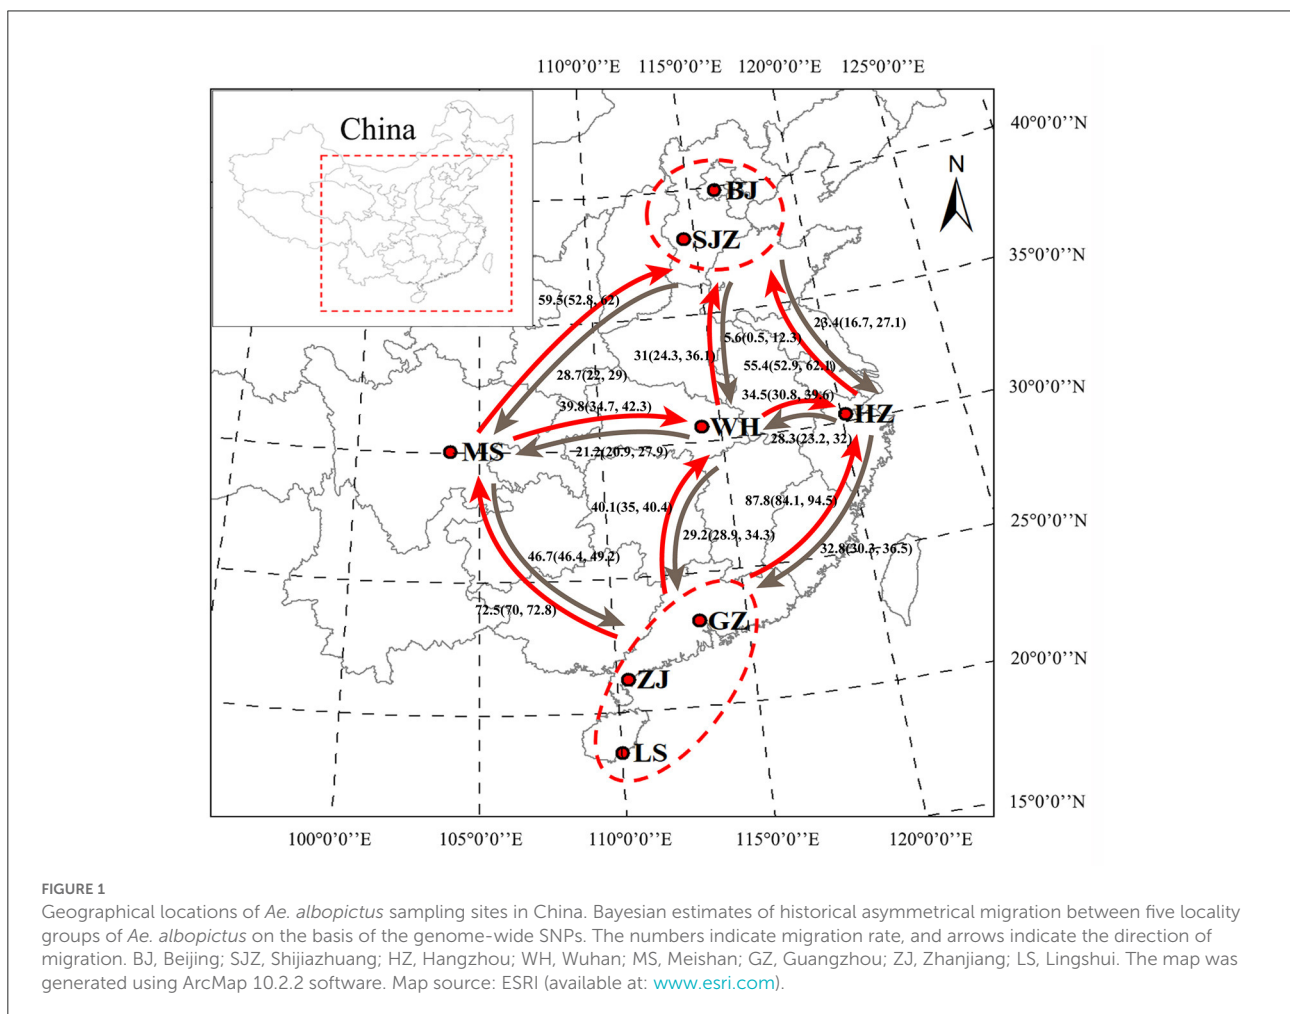 110°0'0''E 115°0'0''E 120°0'0''E 125°0'0''E
China
40°0'0''N
N
BJ
SJZ
35°0'0''N
59.5(52.8, 62)
23.4(16.7, 27.1)
5.6(0.5, 12.3)
31(24.3, 36.1)
55.4(52.9, 62.1)
28.7(22, 29)
30°0'0''N
34.5(30.8, 39.6)
39.8(34.7, 42.3)
HZ
WH
28.3(23.2, 32)
MS
21.2(20.9, 27.9)
87.8(84.1, 94.5)
40.1(35, 40.4)
25°0'0''N
29.2(28.9, 34.3)
32.8(30.3, 36.5)
46.7(46.4, 49.2)
72.5(70, 72.8)
GZ
20°0'0''N
ZJ
LS
15°0'0''N
100°0'0''E 105°0'0''E 110°0'0''E 115°0'0''E 120°0'0''E
FIGURE 1
Geographical locations of Ae. albopictus sampling sites in China. Bayesian estimates of historical asymmetrical migration between five locality
groups of Ae. albopictus on the basis of the genome-wide SNPs. The numbers indicate migration rate, and arrows indicate the direction of
migration. BJ, Beijing; SJZ, Shijiazhuang; HZ, Hangzhou; WH, Wuhan; MS, Meishan; GZ, Guangzhou; ZJ, Zhanjiang; LS, Lingshui. The map was
generated using ArcMap 10.2.2 software. Map source: ESRI (available at: www.esri.com).